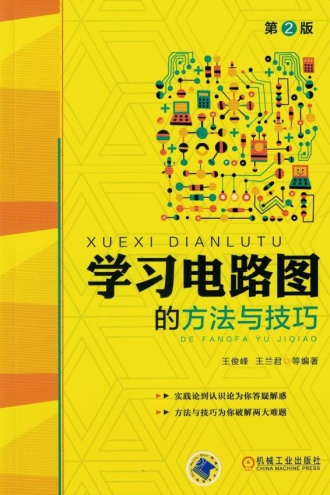 第2版
XUEXI DIANLUTU
学习电路图
的方法与技巧
DE FANGFA YU JIQIAO
王俊峰 王兰君 ◇ 等编著
➤ 实践论到认识论为你答疑解惑
➤ 方法与技巧为你破解两大难题
机械工业出版社
CHINA MACHINE PRESS